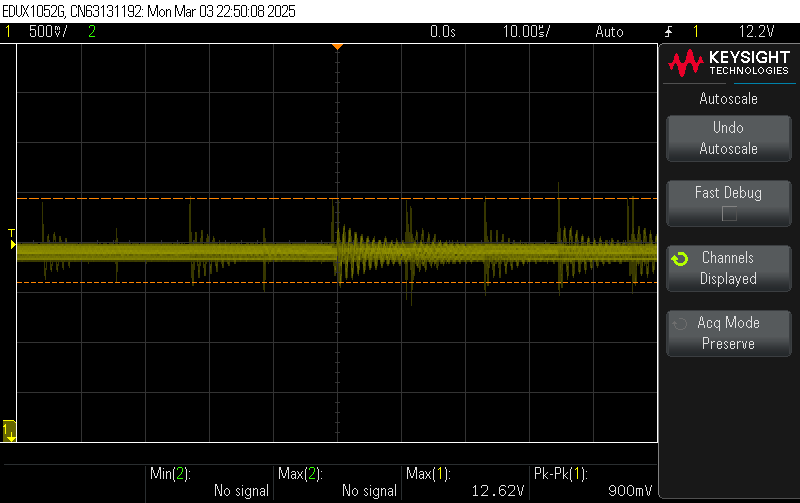 EDUX1052G, CN63131192: Mon Mar 03 22:50:08 2025
1 500mV/ 2 0.0s 10.00s/ Auto 1 12.2V
KEYSIGHT
TECHNOLOGIES
Autoscale
Undo
Autoscale
Fast Debug
Channels
Displayed
Acq Mode
Preserve
T
1
Min(2): Max(2): Max(1): Pk-Pk(1):
No signal No signal 12.62V 900mV